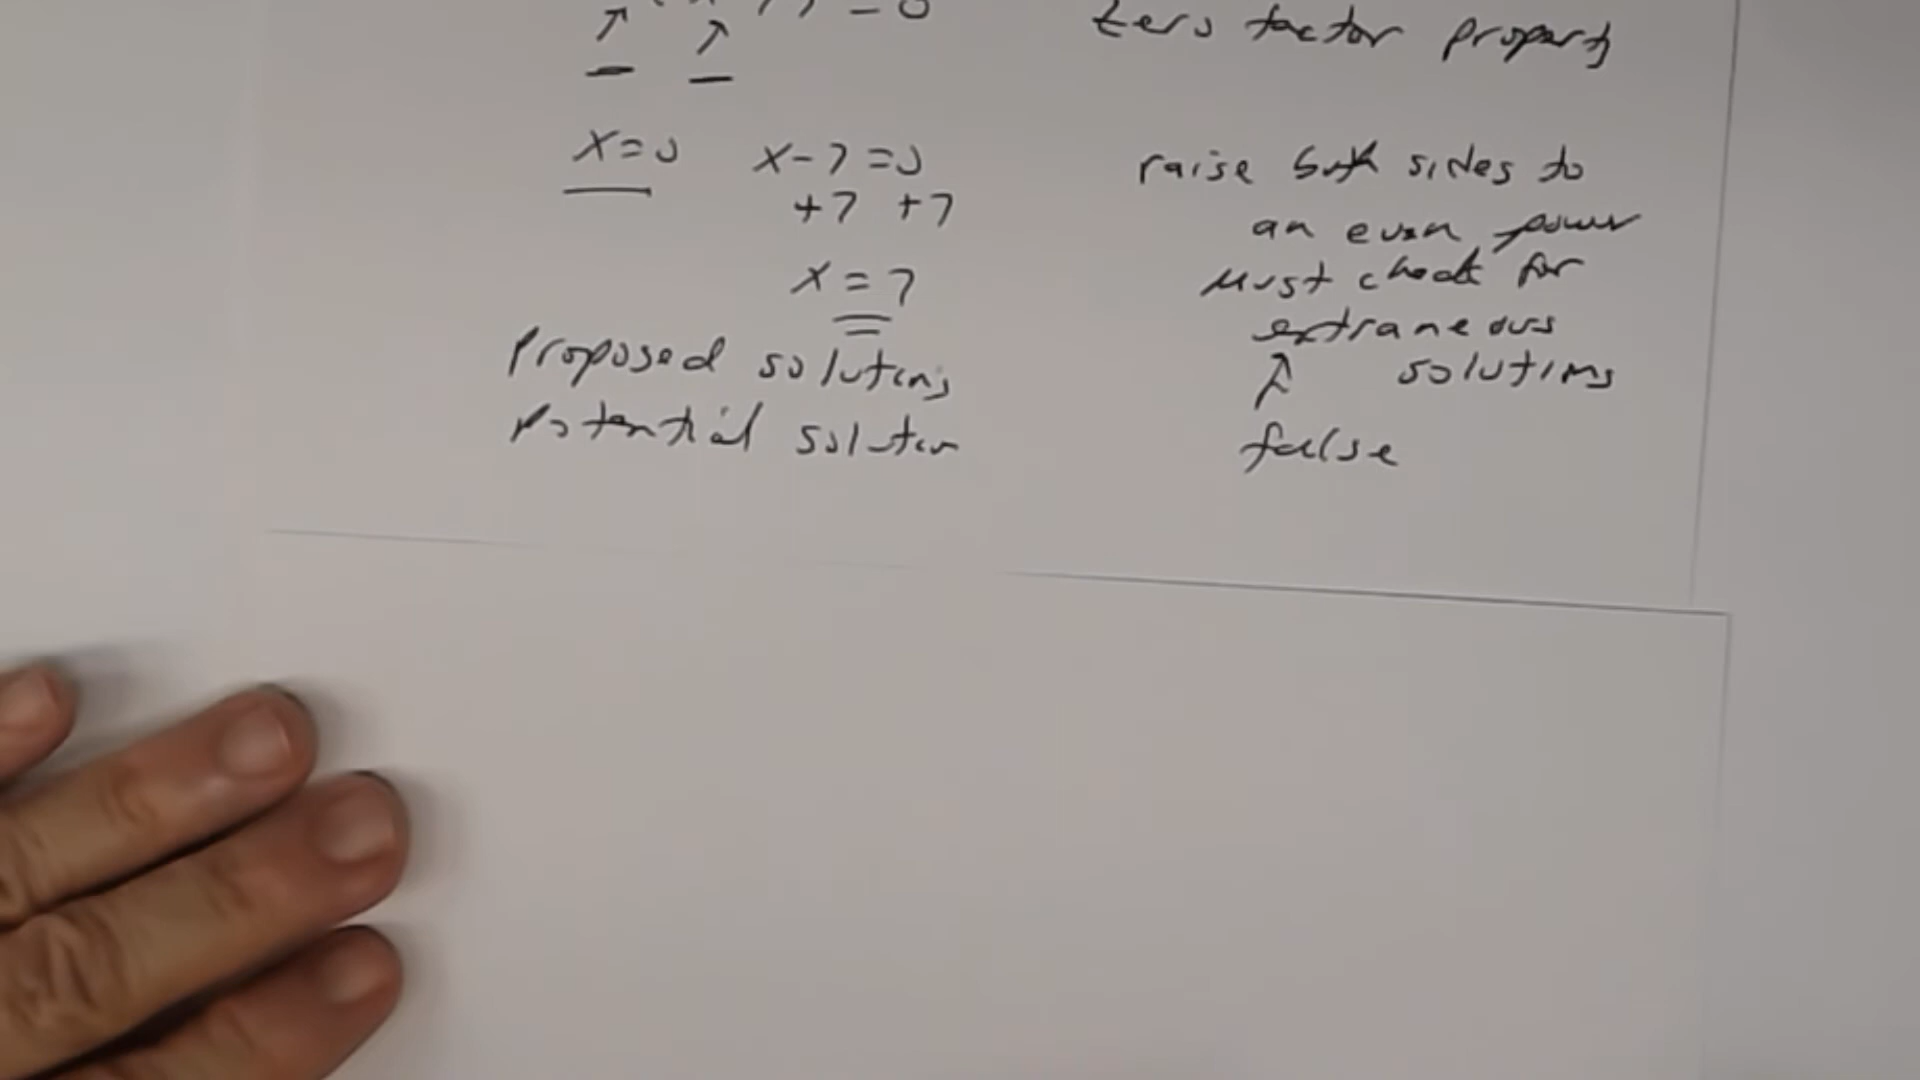 = 0
zero factor property
x=0
x-7=0
+7 +7
x=7
Proposed solutions
Potential solution
raise both sides to
an even power
Must check for
extraneous
solutions
false